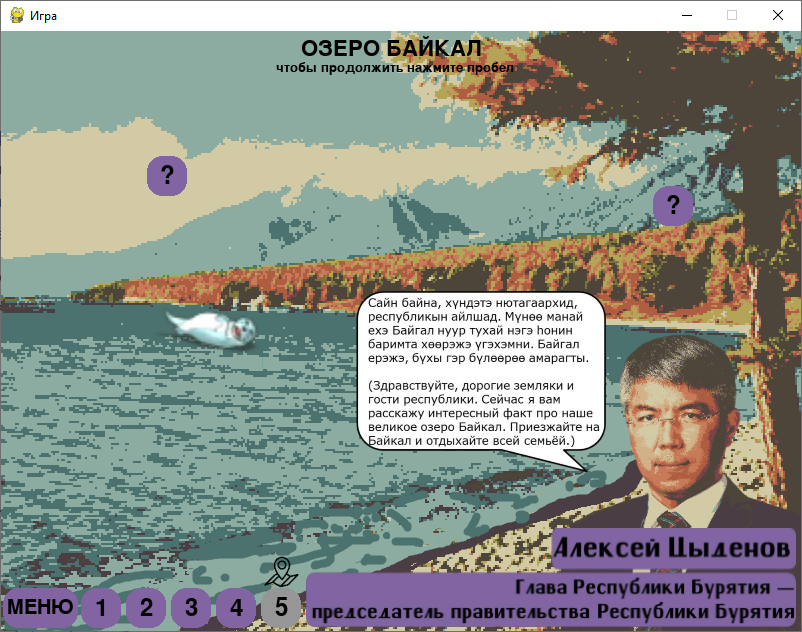 Игра
ОЗЕРО БАЙКАЛ
чтобы продолжить нажмите пробел
?
?
Сайн байна, хүндэтэ нютагаархид,
республикын айлшад. Мүнөө манай
ехэ Байгал нуур тухай нэгэ һонин
баримта хөөрэжэ үгэхэмни. Байгал
ерэжэ, бүхы гэр бүлөөрөө амарагты.
(Здравствуйте, дорогие земляки и
гости республики. Сейчас я вам
расскажу интересный факт про наше
великое озеро Байкал. Приезжайте на
Байкал и отдыхайте всей семьёй.)
Алексей Цыденов
Глава Республики Бурятия —
председатель правительства Республики Бурятия
МЕНЮ 1 2 3 4 5